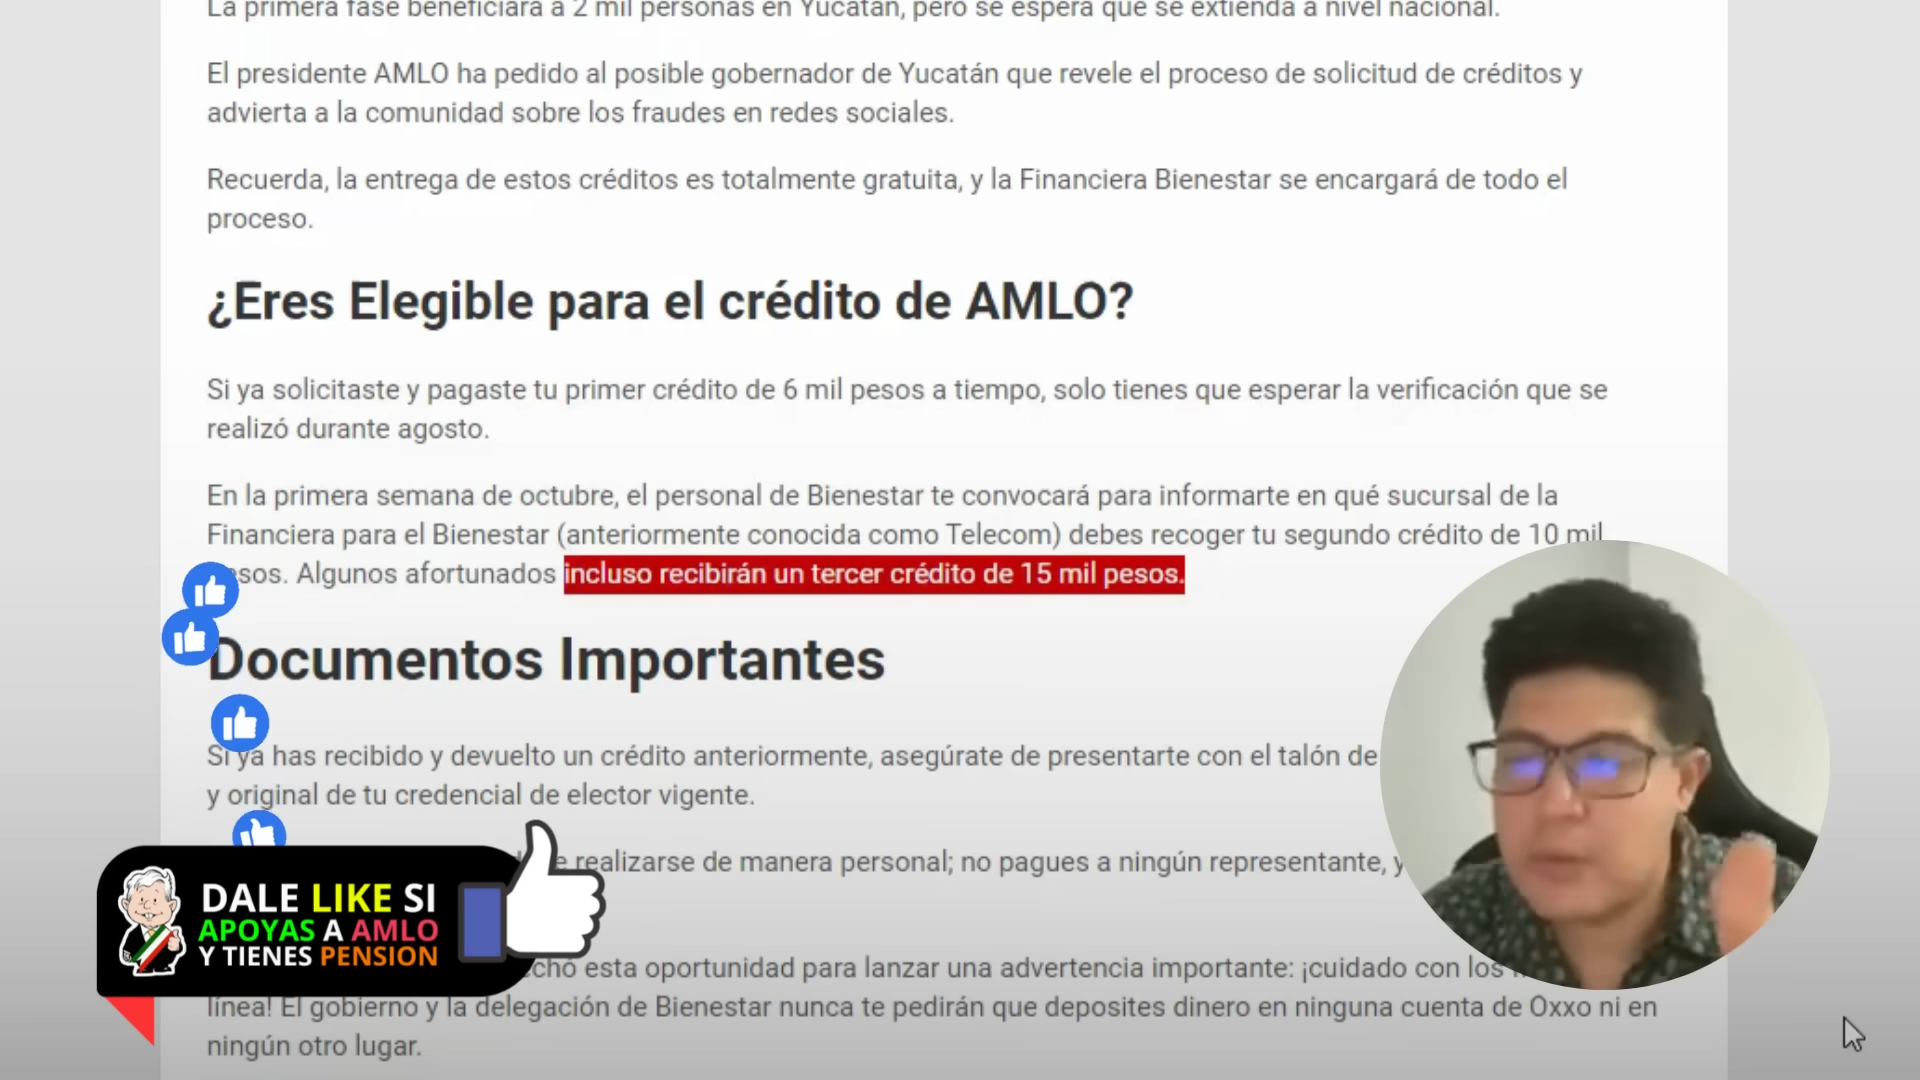 La primera fase beneficiará a 2 mil personas en Yucatán, pero se espera que se extienda a nivel nacional.
El presidente AMLO ha pedido al posible gobernador de Yucatán que revele el proceso de solicitud de créditos y
advierta a la comunidad sobre los fraudes en redes sociales.
Recuerda, la entrega de estos créditos es totalmente gratuita, y la Financiera Bienestar se encargará de todo el
proceso.
¿Eres Elegible para el crédito de AMLO?
Si ya solicitaste y pagaste tu primer crédito de 6 mil pesos a tiempo, solo tienes que esperar la verificación que se
realizó durante agosto.
En la primera semana de octubre, el personal de Bienestar te convocará para informarte en qué sucursal de la
Financiera para el Bienestar (anteriormente conocida como Telecom) debes recoger tu segundo crédito de 10 mil
esos. Algunos afortunados incluso recibirán un tercer crédito de 15 mil pesos.
Documentos Importantes
Si ya has recibido y devuelto un crédito anteriormente, asegúrate de presentarte con el talón de
y original de tu credencial de elector vigente.
realizarse de manera personal; no pagues a ningún representante, y
esta oportunidad para lanzar una advertencia importante: ¡cuidado con los
línea! El gobierno y la delegación de Bienestar nunca te pedirán que deposites dinero en ninguna cuenta de Oxxo ni en
ningún otro lugar.
DALE LIKE SI
APOYAS A AMLO
Y TIENES PENSION